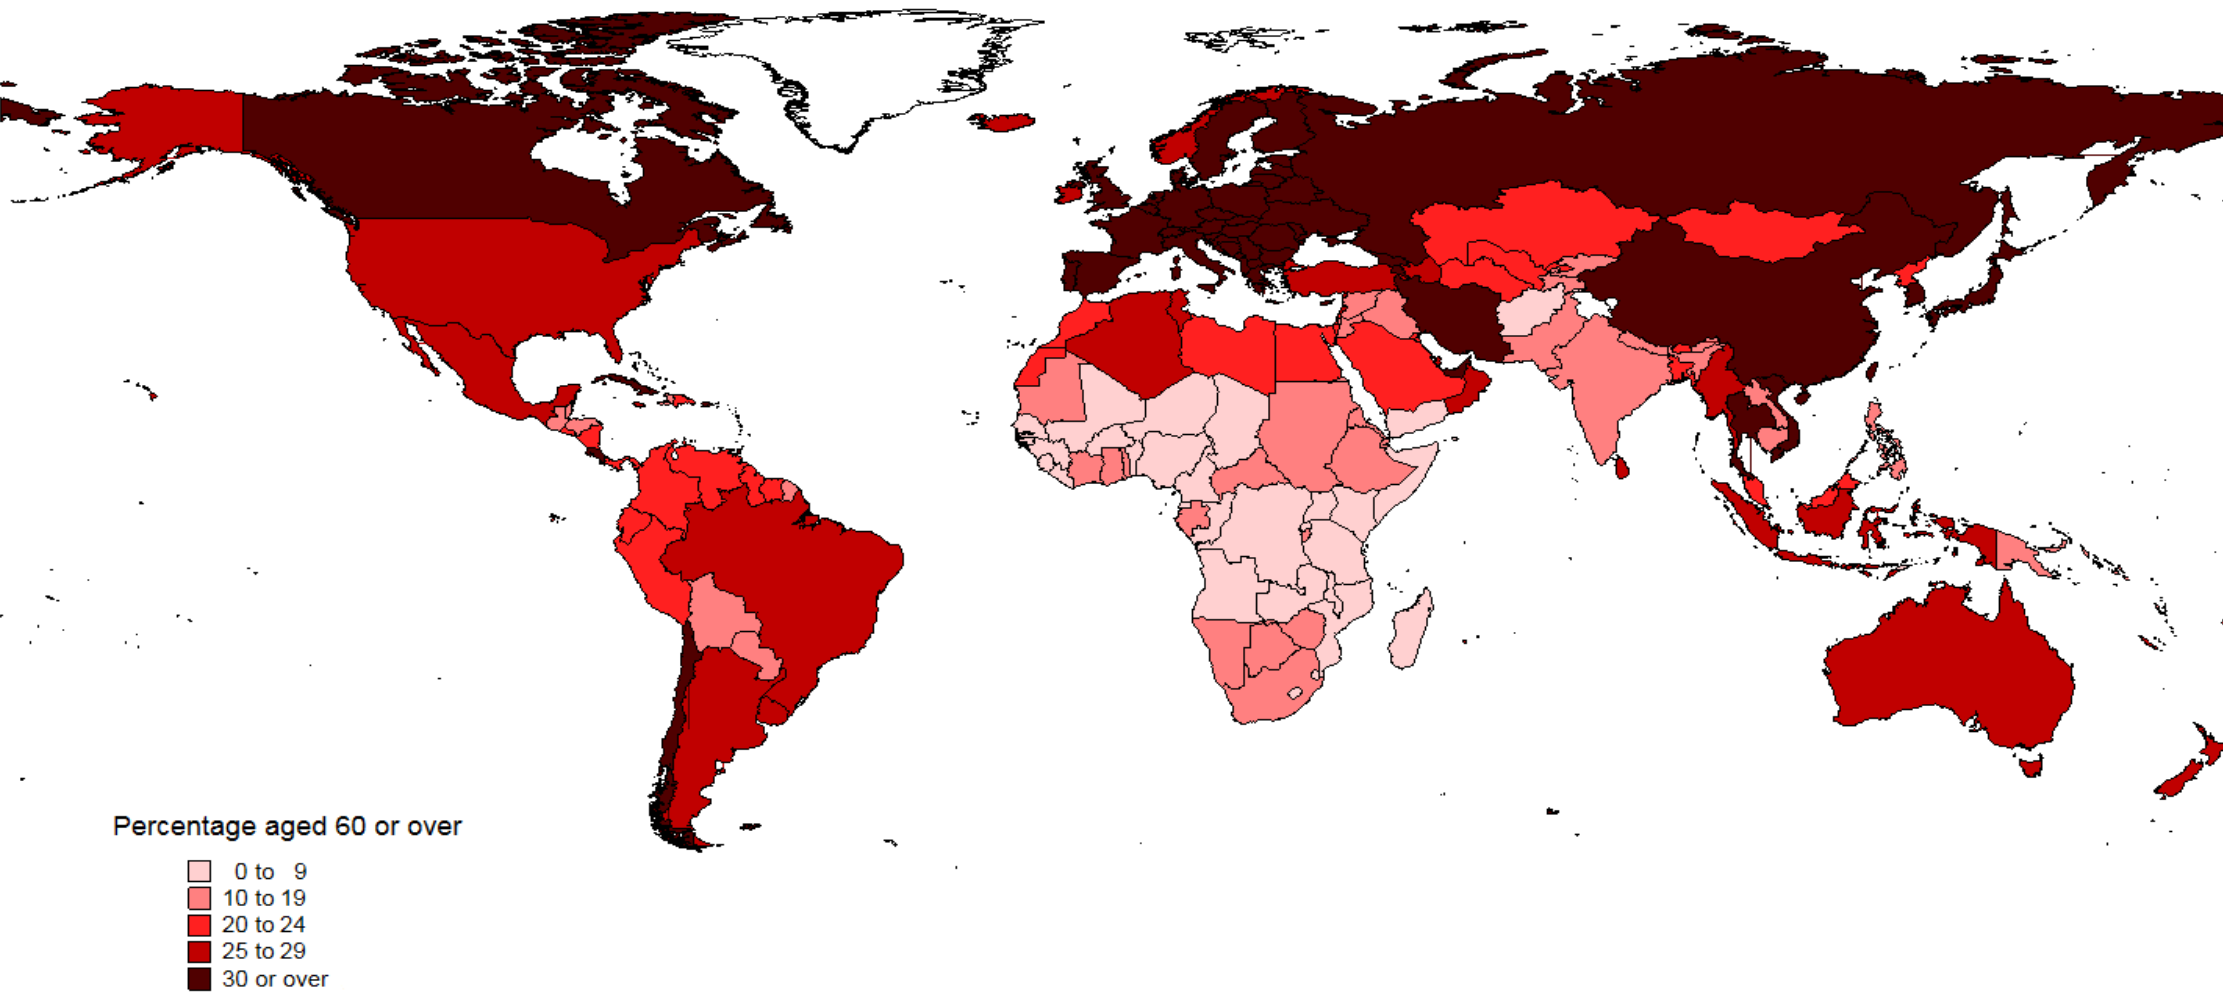 Percentage aged 60 or over
0 to 9
10 to 19
20 to 24
25 to 29
30 or over